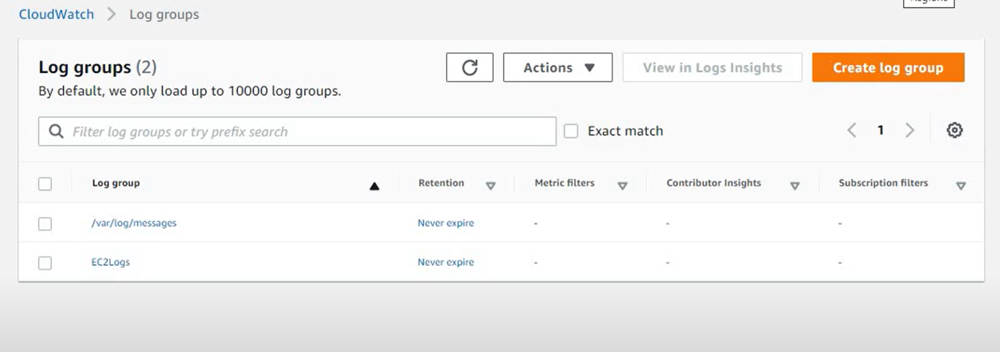 CloudWatch > Log groups
Log groups (2)
By default, we only load up to 10000 log groups.
Actions
View in Logs Insights
Create log group
Filter log groups or try prefix search
Exact match
1
Log group Retention Metric filters Contributor Insights Subscription filters
/var/log/messages Never expire - - -
EC2Logs Never expire - - -